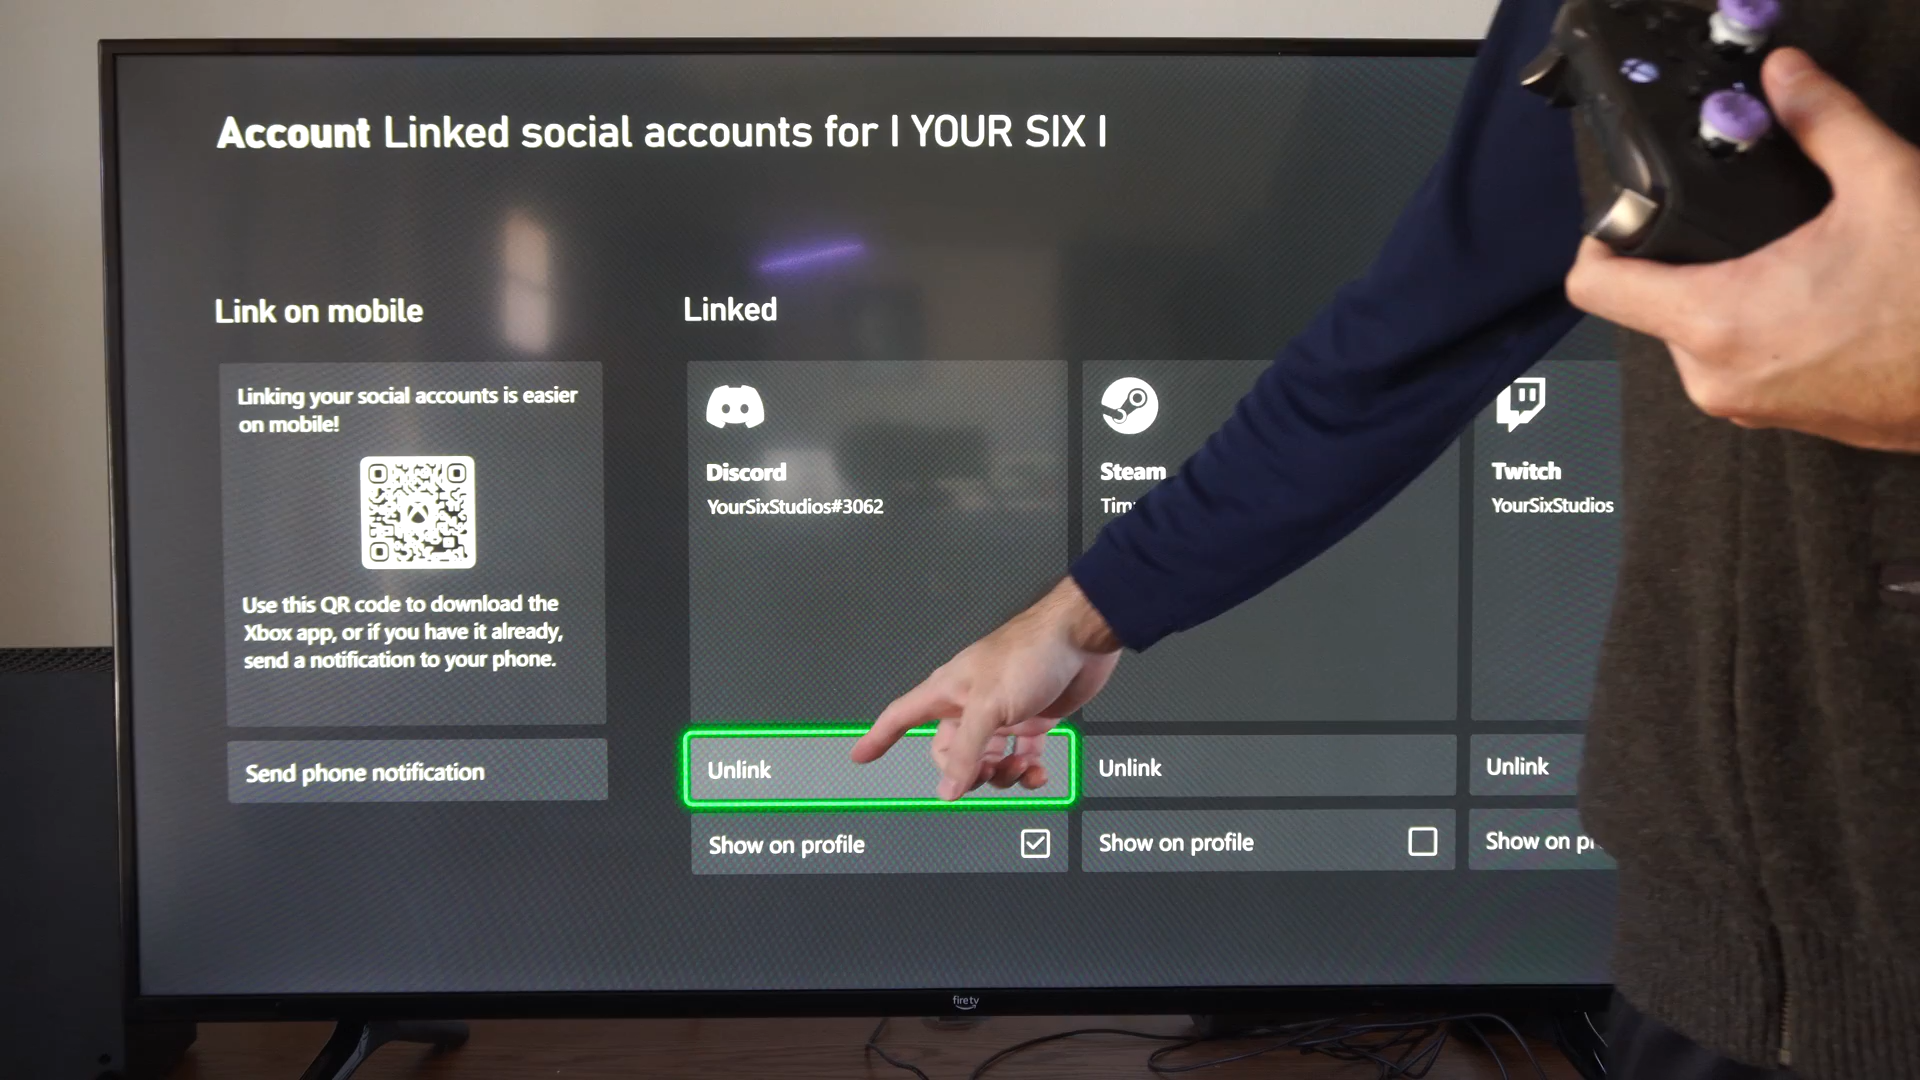 Account Linked social accounts for I YOUR SIX I
Link on mobile
Linking your social accounts is easier
on mobile!
Use this QR code to download the
Xbox app, or if you have it already,
send a notification to your phone.
Send phone notification
Linked
Discord
YourSixStudios#3062
Unlink
Show on profile
Steam
Unlink
Show on profile
Twitch
YourSixStudios
Unlink
Show on
fire tv